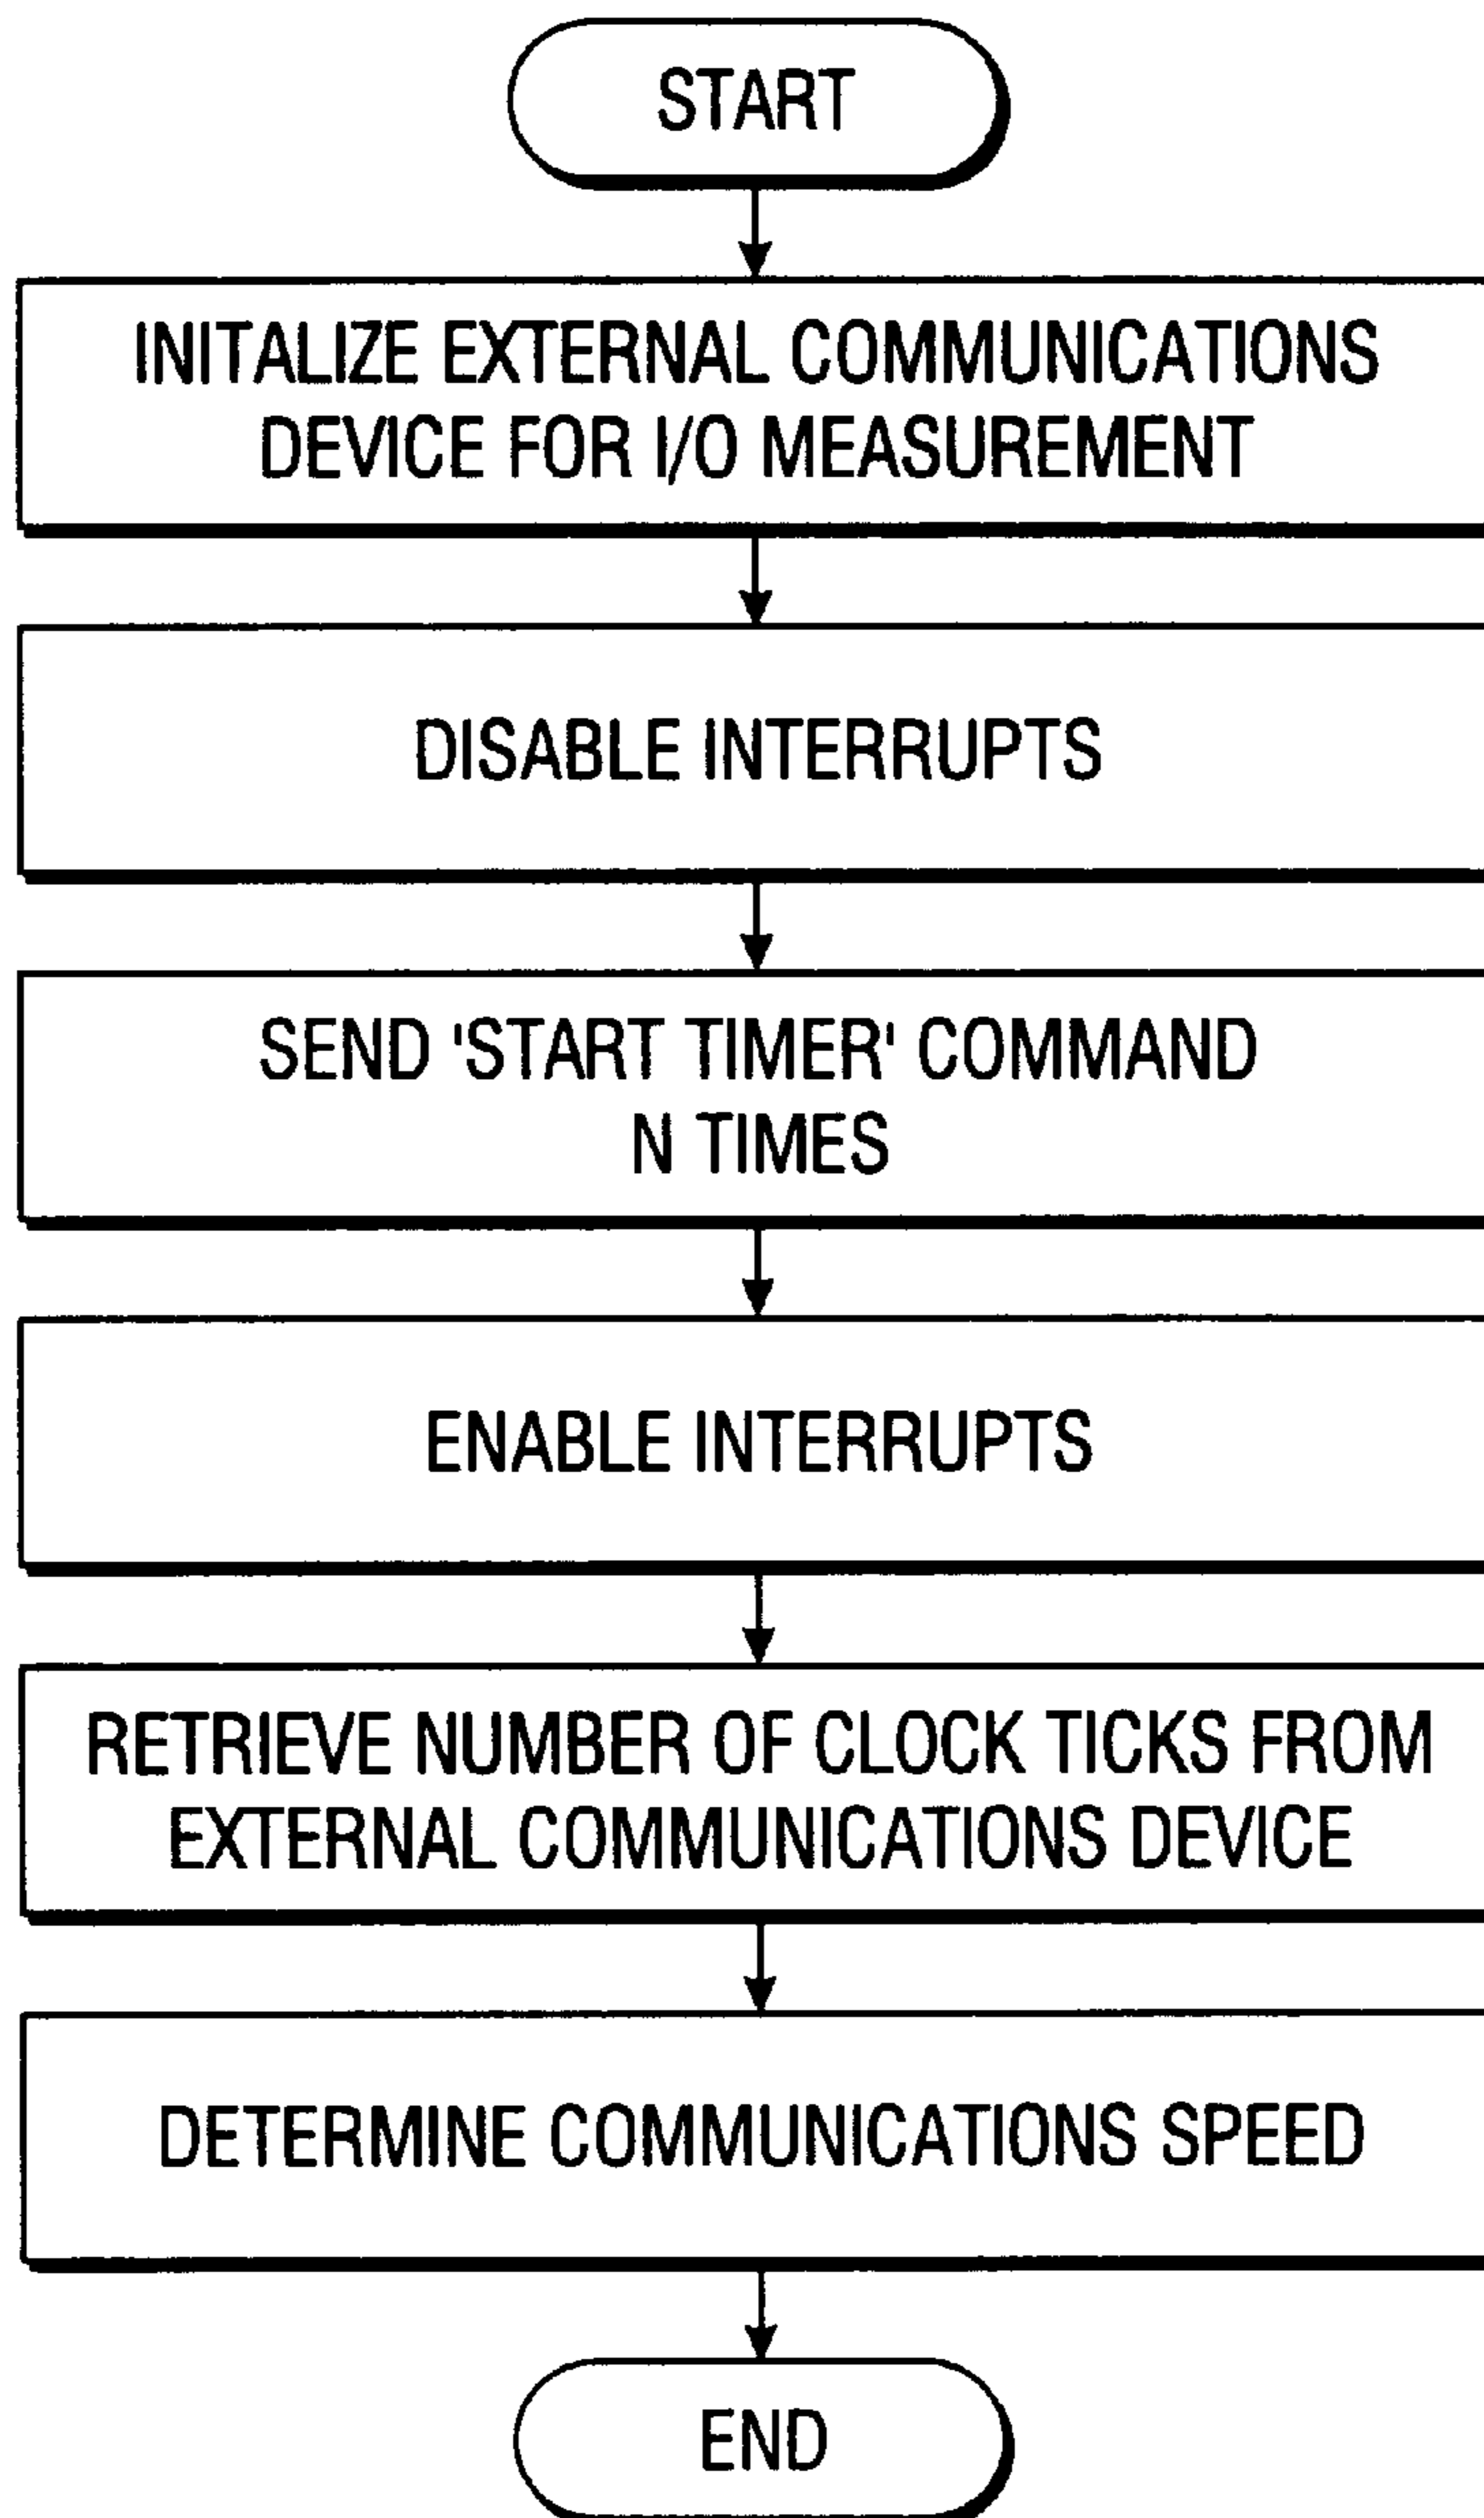 START
INITALIZE EXTERNAL COMMUNICATIONS
DEVICE FOR I/O MEASUREMENT
DISABLE INTERRUPTS
SEND 'START TIMER' COMMAND
N TIMES
ENABLE INTERRUPTS
RETRIEVE NUMBER OF CLOCK TICKS FROM
EXTERNAL COMMUNICATIONS DEVICE
DETERMINE COMMUNICATIONS SPEED
END